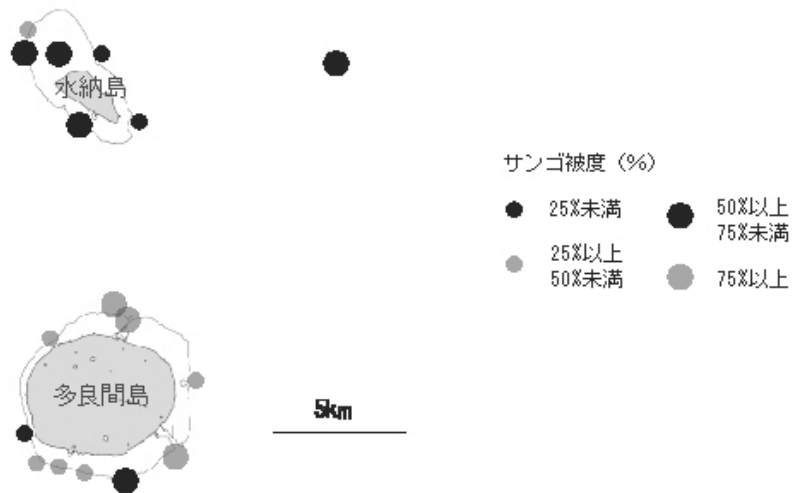 水納島
サンゴ被度（%）
25%未満
50%以上
75%未満
25%以上
50%未満
75%以上
多良間島
5km